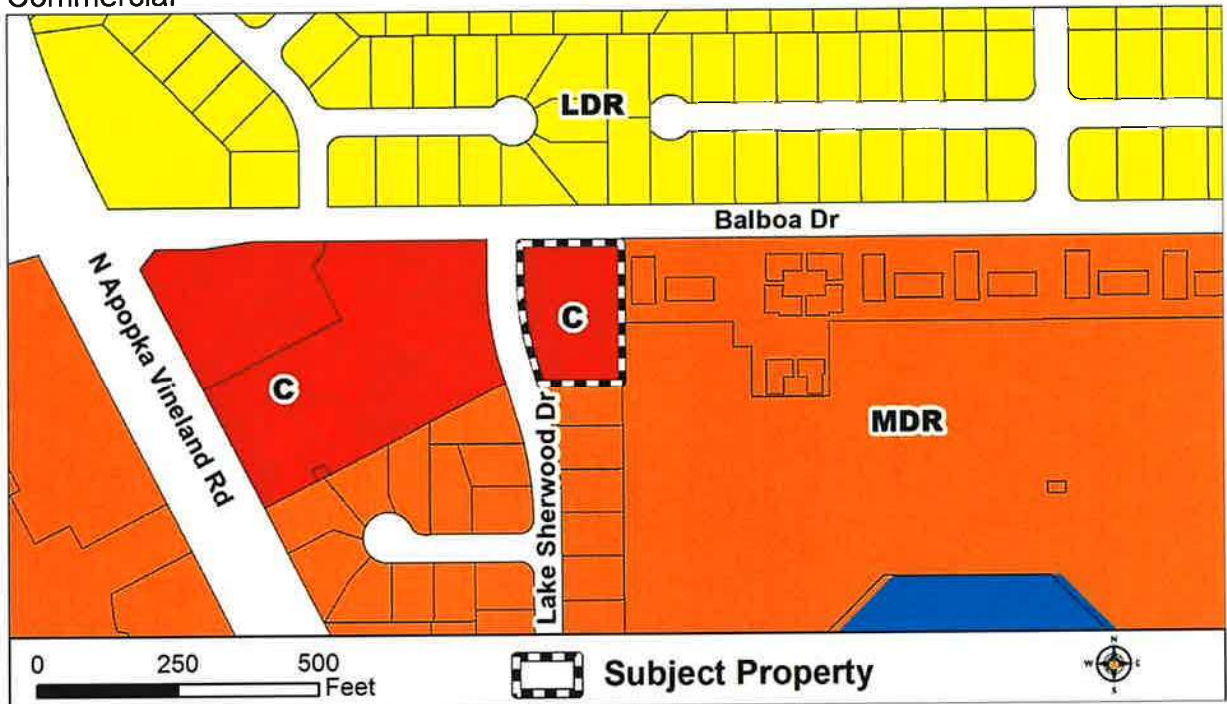 Commercial
LDR
Balboa Dr
N Apopka Vineland Rd
C
C
Lake Sherwood Dr
MDR
0 250 500
Feet
Subject Property
N
W E
S